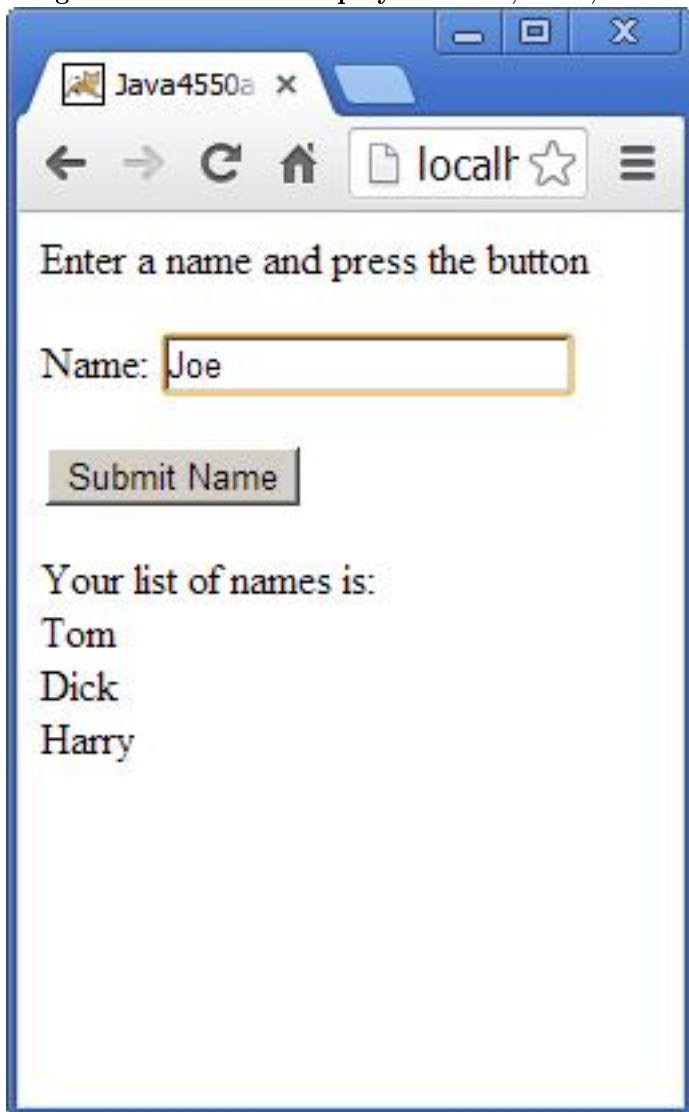 Java4550a
localh
Enter a name and press the button
Name: Joe
Submit Name
Your list of names is:
Tom
Dick
Harry